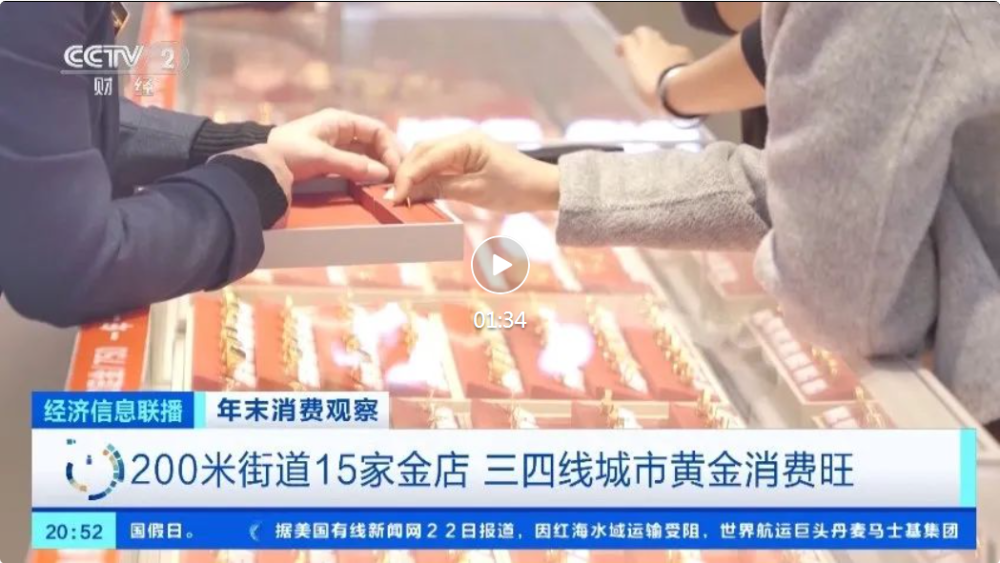 CCTV 2
财经
01:34
经济信息联播 年末消费观察
200米街道15家金店 三四线城市黄金消费旺
20:52 国假日。 据美国有线新闻网22日报道，因红海水域运输受阻，世界航运巨头丹麦马士基集团